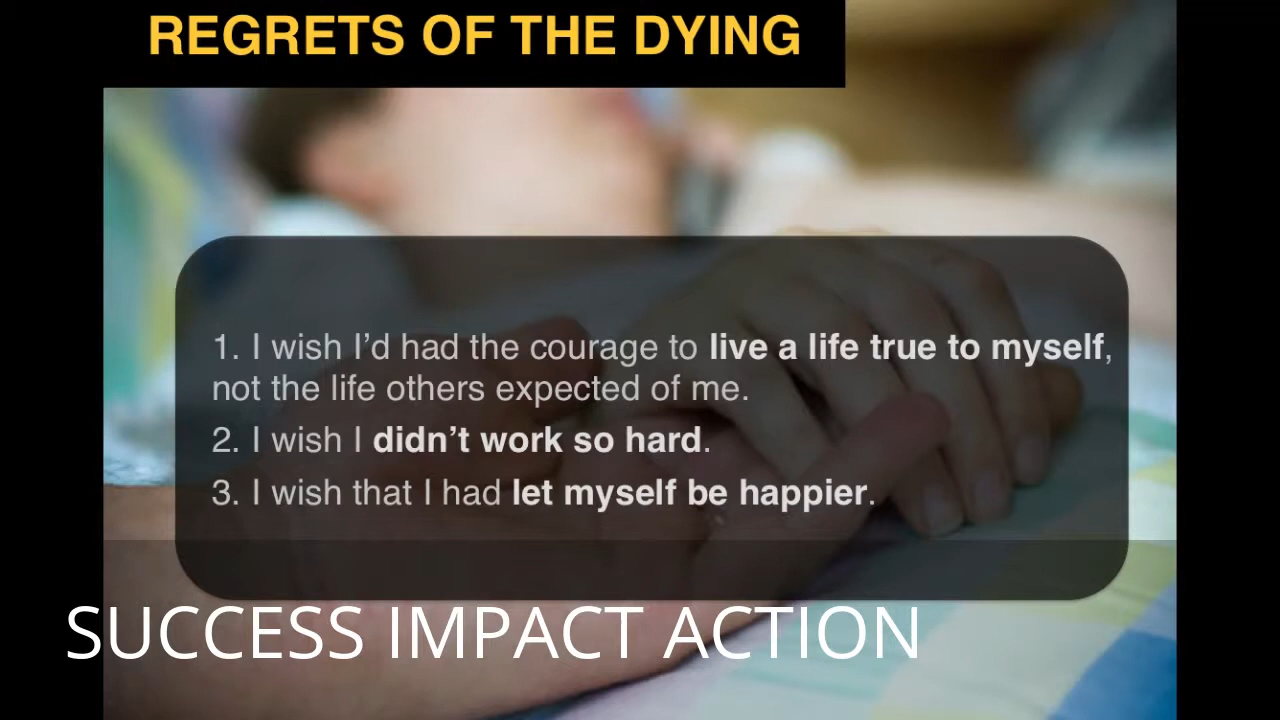 REGRETS OF THE DYING
1. I wish I’d had the courage to live a life true to myself,
not the life others expected of me.
2. I wish I didn’t work so hard.
3. I wish that I had let myself be happier.
SUCCESS IMPACT ACTION